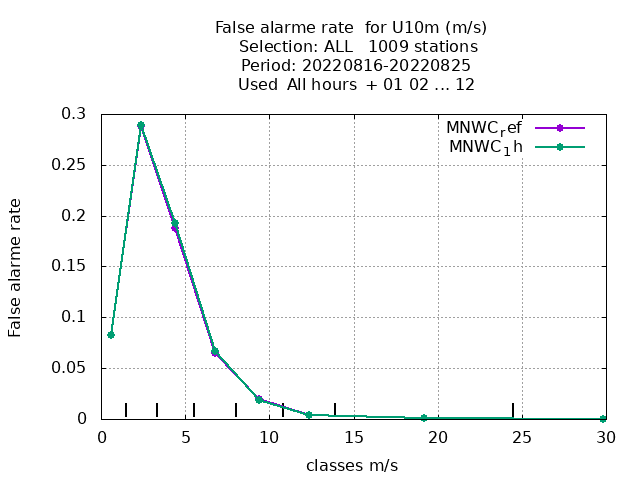 False alarme rate for U10m (m/s)
Selection: ALL 1009 stations
Period: 20220816-20220825
Used All hours + 01 02 ... 12
MNWCref
MNWC1h
False alarme rate
0.3
0.25
0.2
0.15
0.1
0.05
0
0 5 10 15 20 25 30
classes m/s